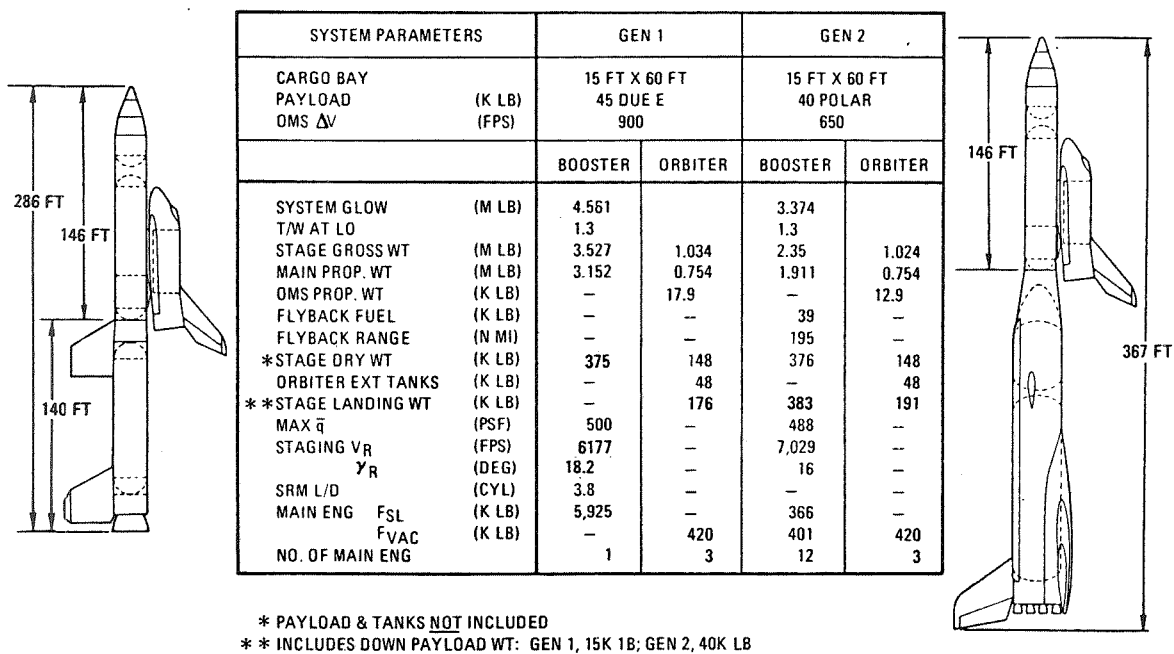 SYSTEM PARAMETERS GEN 1 GEN 2
CARGO BAY 15 FT X 60 FT 15 FT X 60 FT
PAYLOAD (K LB) 45 DUE E 40 POLAR
OMS ΔV (FPS) 900 650
BOOSTER ORBITER BOOSTER ORBITER
SYSTEM GLOW (M LB) 4.561 3.374
T/W AT LO 1.3 1.3
STAGE GROSS WT (M LB) 3.527 1.034 2.35 1.024
MAIN PROP. WT (M LB) 3.152 0.754 1.911 0.754
OMS PROP. WT (K LB) – 17.9 – 12.9
FLYBACK FUEL (K LB) – – 39 –
FLYBACK RANGE (N MI) – – 195 –
*STAGE DRY WT (K LB) 375 148 376 148
ORBITER EXT TANKS (K LB) – 48 – 48
**STAGE LANDING WT (K LB) – 176 383 191
MAX q̄ (PSF) 500 – 488 –
STAGING VR (FPS) 6177 – 7,029 –
γR (DEG) 18.2 – 16 –
SRM L/D (CYL) 3.8 – – –
MAIN ENG FSL (K LB) 5,925 – 366 –
FVAC (K LB) – 420 401 420
NO. OF MAIN ENG 1 3 12 3
286 FT
146 FT
140 FT
146 FT
367 FT
* PAYLOAD & TANKS NOT INCLUDED
** INCLUDES DOWN PAYLOAD WT: GEN 1, 15K 1B; GEN 2, 40K LB